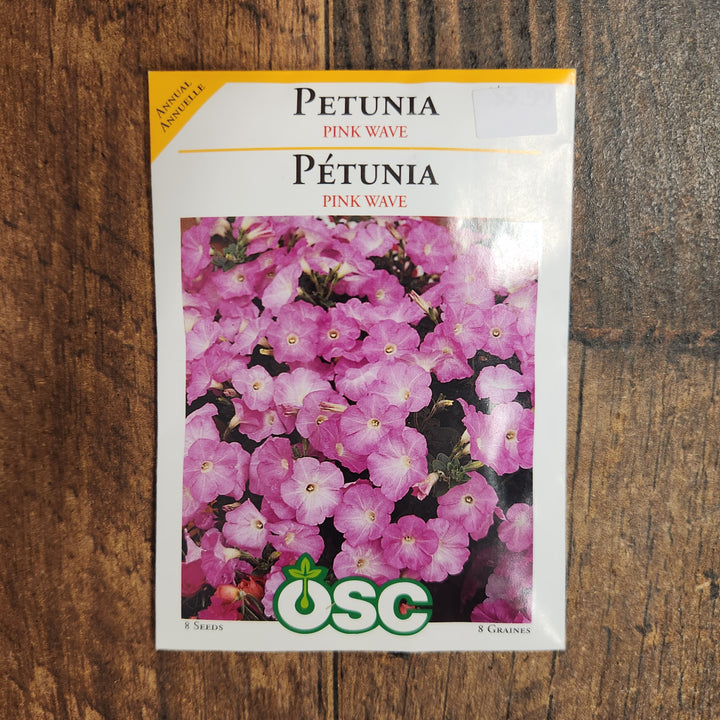 ANNUAL
ANNUELLE
PETUNIA
PINK WAVE
PÉTUNIA
PINK WAVE
OSC
8 SEEDS
8 GRAINES